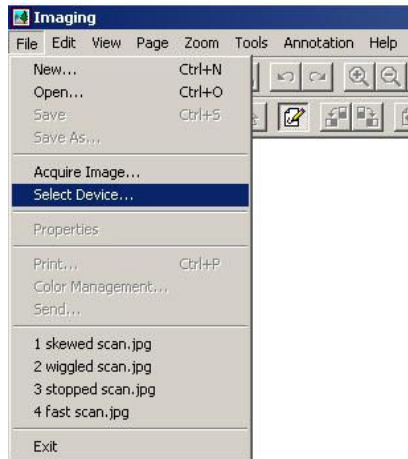 Imaging
File Edit View Page Zoom Tools Annotation Help
New... Ctrl+N
Open... Ctrl+O
Save Ctrl+S
Save As...
Acquire Image...
Select Device...
Properties
Print... Ctrl+P
Color Management...
Send...
1 skewed scan.jpg
2 wiggled scan.jpg
3 stopped scan.jpg
4 fast scan.jpg
Exit